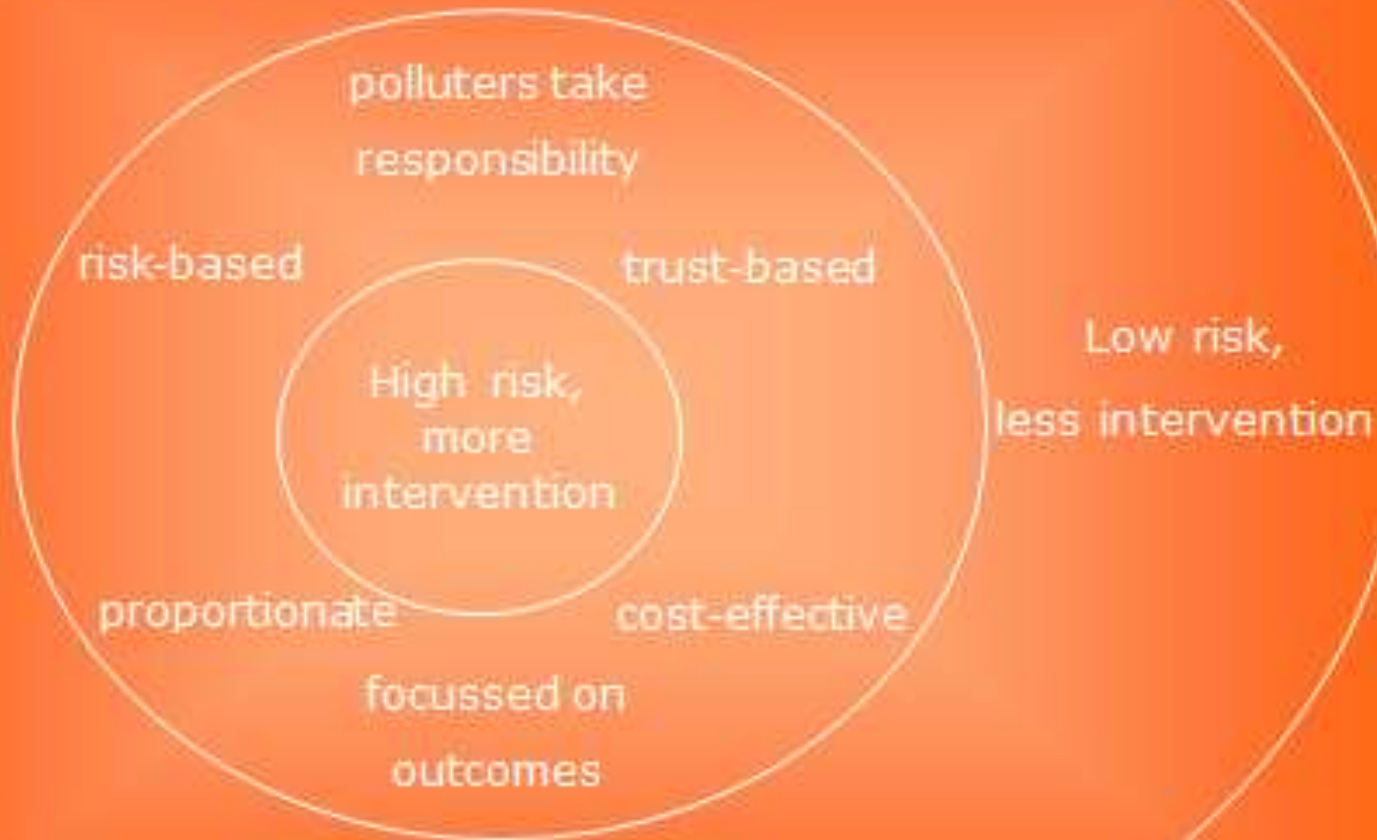 polluters take
responsibility
risk-based
trust-based
High risk,
more
intervention
Low risk,
less intervention
proportionate
cost-effective
focussed on
outcomes